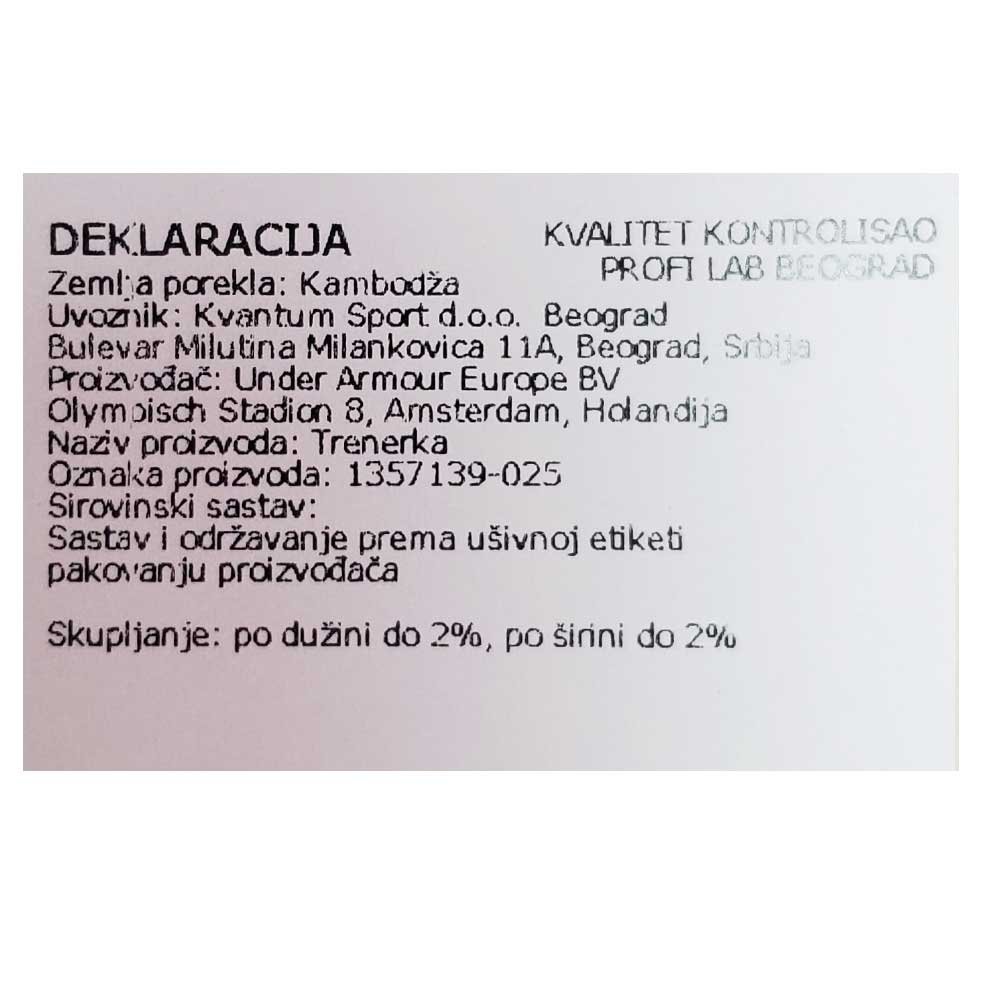 DEKLARACIJA
KVALITET KONTROLISAO
PROFI LAB BEOGRAD
Zemlja porekla: Kambodža
Uvoznik: Kvantum Sport d.o.o. Beograd
Bulevar Milutina Milankovica 11A, Beograd, Srbija
Proizvođač: Under Armour Europe BV
Olympisch Stadion 8, Amsterdam, Holandija
Naziv proizvoda: Trenerka
Oznaka proizvoda: 1357139-025
Sirovinski sastav:
Sastav i održavanje prema ušivnoj etiketi
pakovanju proizvođača
Skupljanje: po dužini do 2%, po širini do 2%